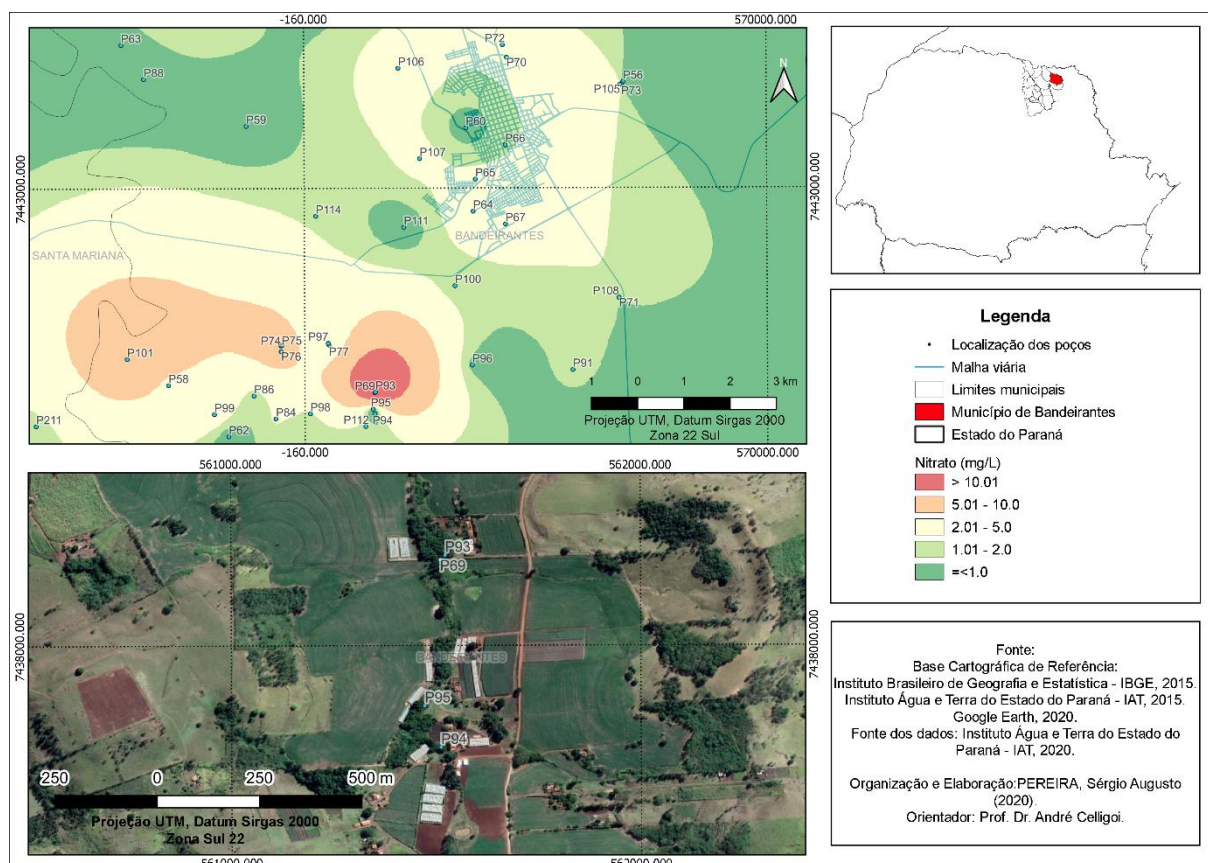 -160.000
570000.000
P63
P88
P59
P106
P72
P70
P56
P105
P73
N
P60
P66
P107
P65
7443000.000
7443000.000
P114
P111
P64
P67
BANDEIRANTES
SANTA MARIANA
P100
P108
P71
P74
P75
P76
P97
P77
P101
P58
P96
P91
P69
P93
P86
P95
P99
P84
P98
P112
P94
P211
P62
1 0 1 2 3 km
Projeção UTM, Datum Sirgas 2000
Zona 22 Sul
-160.000
570000.000
561000.000
562000.000
P93
P69
7438000.000
7438000.000
BANDEIRANTES
P95
P94
250 0 250 500 m
Projeção UTM, Datum Sirgas 2000
Zona Sul 22
561000.000
562000.000
Legenda
Localização dos poços
Malha viária
Limites municipais
Município de Bandeirantes
Estado do Paraná
Nitrato (mg/L)
> 10.01
5.01 - 10.0
2.01 - 5.0
1.01 - 2.0
=<1.0
Fonte:
Base Cartográfica de Referência:
Instituto Brasileiro de Geografia e Estatística - IBGE, 2015.
Instituto Água e Terra do Estado do Paraná - IAT, 2015.
Google Earth, 2020.
Fonte dos dados: Instituto Água e Terra do Estado do
Paraná - IAT, 2020.
Organização e Elaboração:PEREIRA, Sérgio Augusto
(2020).
Orientador: Prof. Dr. André Celligoi.